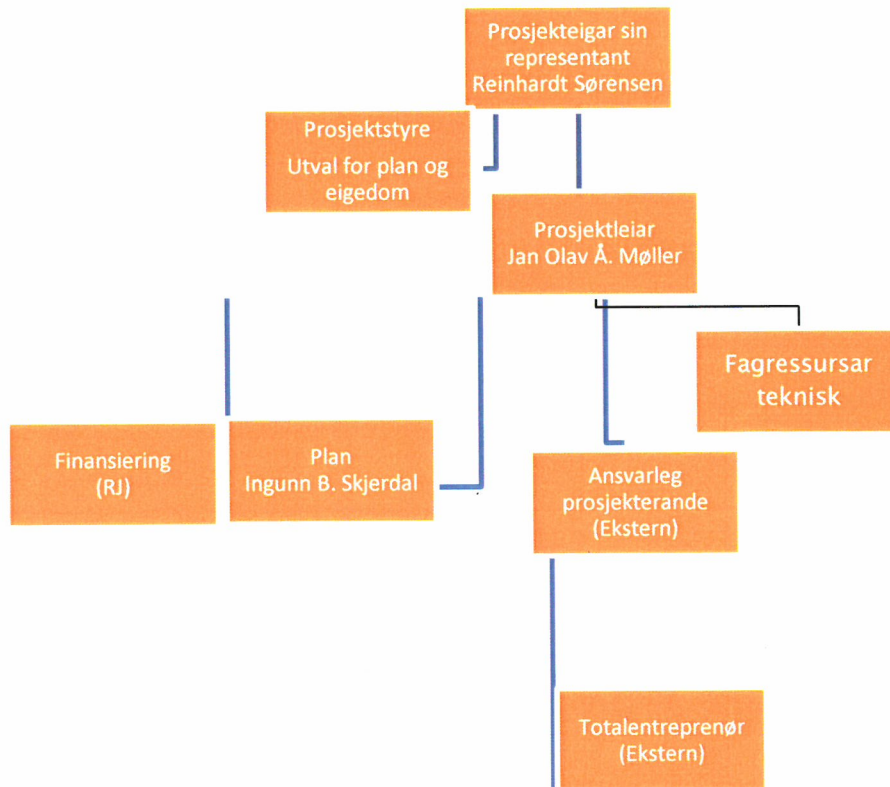 Prosjekteigar sin
representant
Reinhardt Sørensen
Prosjektstyre
Utval for plan og
eigedom
Prosjektleiar
Jan Olav Å. Møller
Fagressursar
teknisk
Finansiering
(RJ)
Plan
Ingunn B. Skjerdal
Ansvarleg
prosjekterande
(Ekstern)
Totalentreprenør
(Ekstern)